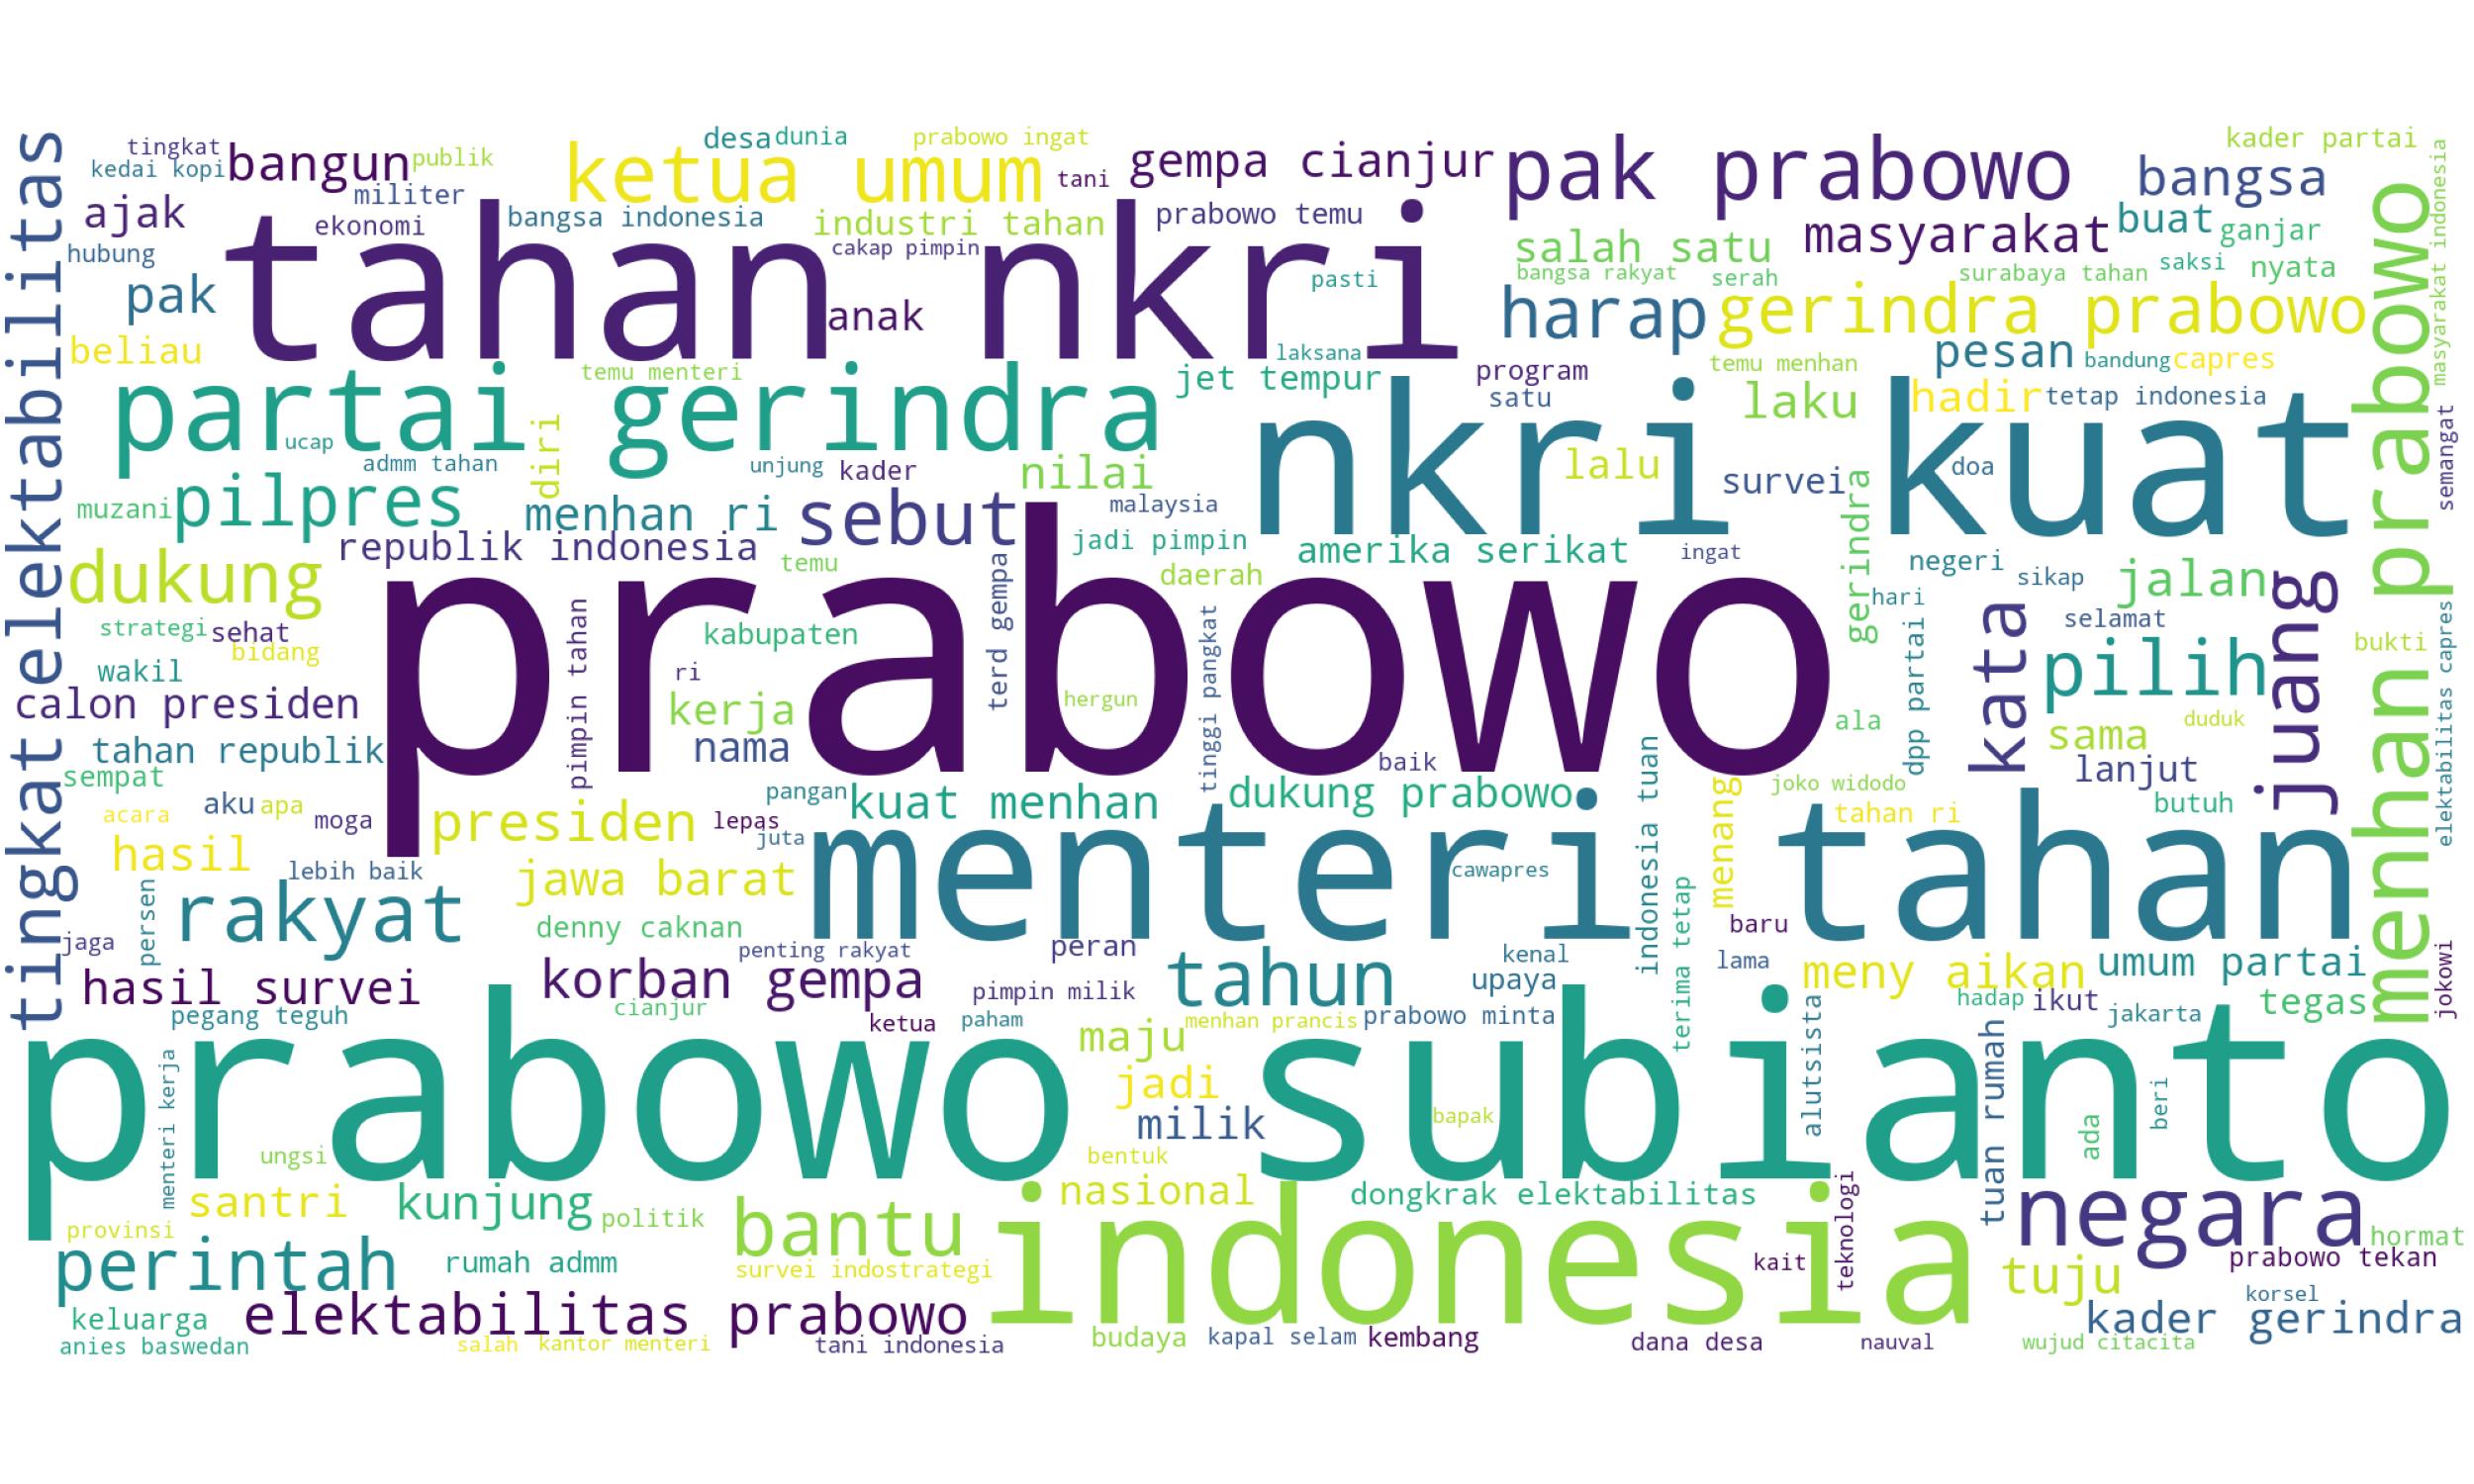 tingkat elektabilitas
tingkat
kedai kopi
bangun
publik
ketua umum
desa
dunia
prabowo ingat
tani
gempa cianjur
pak prabowo
kader partai
bangsa
masyarakat indonesia
ajak
militer
ekonomi
bangsa indonesia
industri tahan
cakap pimpin
prabowo temu
salah satu
masyarakat
buat
ganjar
hubung
pak
tahan nkri
anak
pasti
bangsa rakyat
serah
surabaya tahan
saksi
nyata
harap
gerindra prabowo
menhan prabowo
beliau
temu menteri
laksana
jet tempur
program
satu
temu menhan
pesan
bandung
capres
partai gerindra
ucap
diri
laku
hadir
tetap indonesia
semangat
admm tahan
unjung
kader
nilai
nkri kuat
lalu
survei
doa
muzani
pilpres
menhan ri
sebut
malaysia
gerindra
republik indonesia
temu
jadi pimpin
amerika serikat
ingat
negeri
sikap
jalan
juang
dukung
daerah
hari
strategi
sehat
bidang
pimpin tahan
kabupaten
terd gempa
prabowo
tinggi pangkat
dpp partai
kata
selamat
pilih
bukti
elektabilitas capres
wakil
calon presiden
ri
kerja
hergun
ala
sama
duduk
tahan republik
nama
baik
indonesia tuan
lanjut
sempat
acara
aku
apa
moga
presiden
pangan
lepas
kuat menhan
dukung prabowo
menang
joko widodo
tahan ri
butuh
hasil
juta
menteri tahan
lebih baik
jawa barat
cawapres
persen
rakyat
denny caknan
terima tetap
baru
jaga
penting rakyat
peran
kenal
lama
jokowi
hasil survei
korban gempa
pimpin milik
tahun
upaya
meny aikan
umum partai
pegang teguh
cianjur
ketua
paham
menhan prancis
prabowo minta
hadap
ikut
jakarta
tegas
prabowo subianto
maju
alutsista
tuan rumah
menteri kerja
jadi
milik
bapak
ada
beri
ungsi
bentuk
santri
kunjung
politik
bantu
nasional
dongkrak elektabilitas
teknologi
negara
provinsi
hormat
perintah
rumah admm
survei indostrategi
indonesia
kait
tuju
prabowo tekan
keluarga
elektabilitas prabowo
korsel
kader gerindra
anies baswedan
salah
kantor menteri
tani indonesia
budaya
kapal selam
kembang
dana desa
nauval
wujud citacita